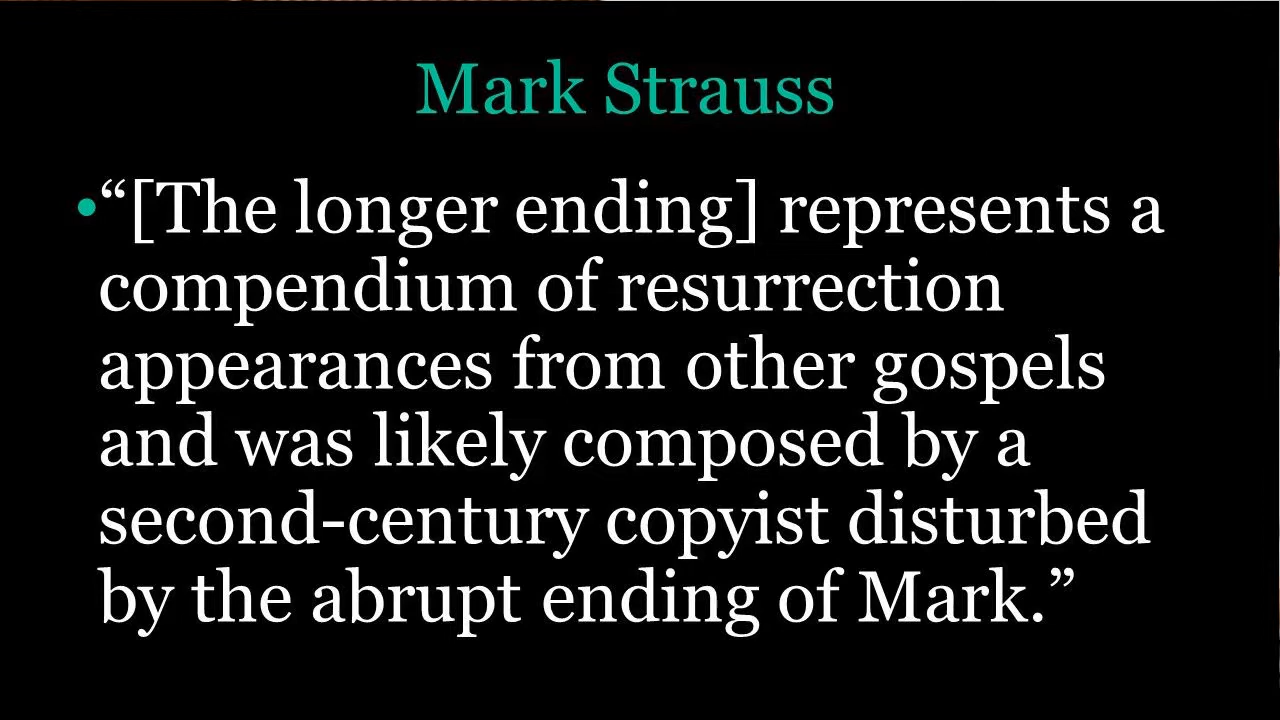 Mark Strauss
•“[The longer ending] represents a
compendium of resurrection
appearances from other gospels
and was likely composed by a
second-century copyist disturbed
by the abrupt ending of Mark.”